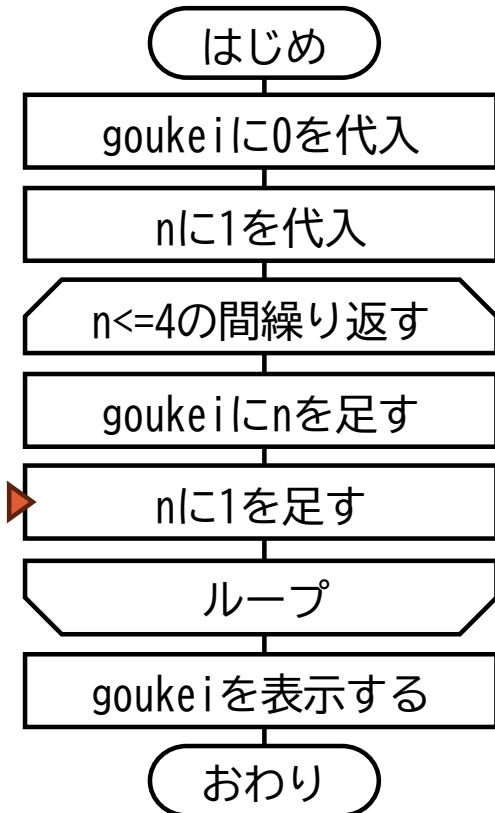 はじめ
goukeiに0を代入
nに1を代入
n<=4の間繰り返す
goukeiにnを足す
nに1を足す
ループ
goukeiを表示する
おわり